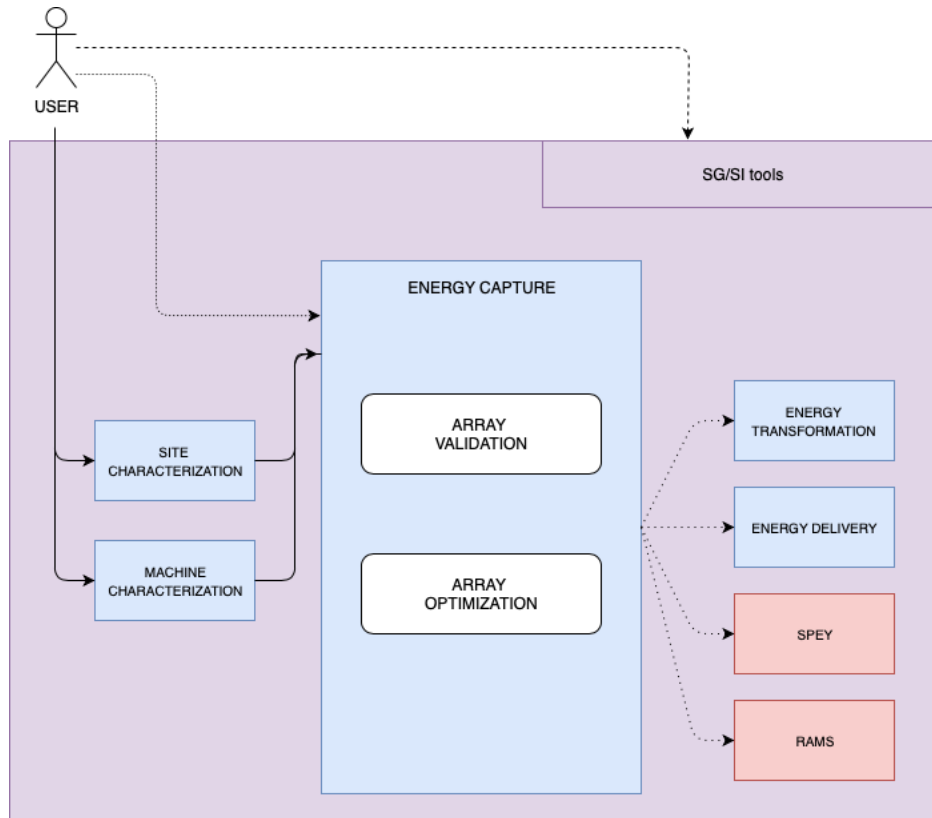 USER
SG/SI tools
ENERGY CAPTURE
ARRAY
VALIDATION
ARRAY
OPTIMIZATION
SITE
CHARACTERIZATION
MACHINE
CHARACTERIZATION
ENERGY
TRANSFORMATION
ENERGY DELIVERY
SPEY
RAMS